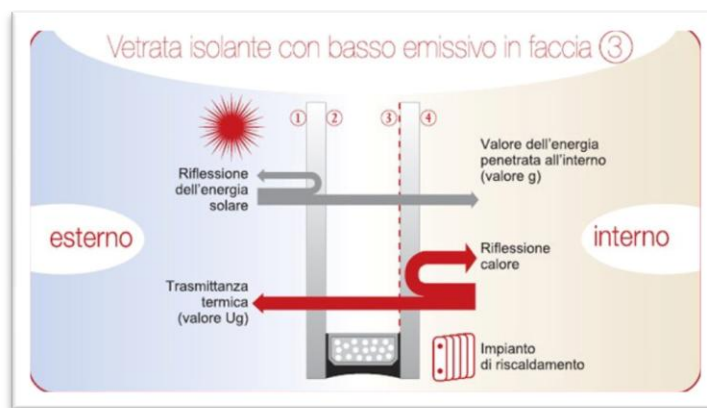 Vetrata isolante con basso emissivo in faccia ③
① ② ③ ④
Riflessione
dell'energia
solare
Valore dell'energia
penetrata all'interno
(valore g)
esterno
interno
Riflessione
calore
Trasmittanza
termica
(valore Ug)
Impianto
di riscaldamento